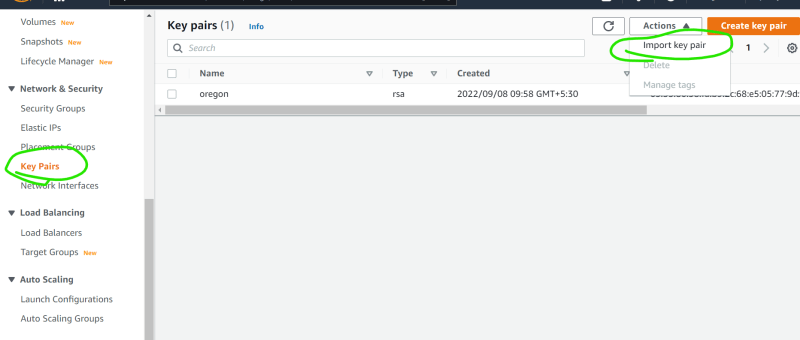 Volumes New
Snapshots New
Lifecycle Manager New
Network & Security
Security Groups
Elastic IPs
Placement Groups
Key Pairs
Network Interfaces
Load Balancing
Load Balancers
Target Groups New
Auto Scaling
Launch Configurations
Auto Scaling Groups
Key pairs (1) Info
Actions
Create key pair
Search
Import key pair
1
Delete
Manage tags
Name Type Created
oregon rsa 2022/09/08 09:58 GMT+5:30 2c:68:e5:05:77:9d: